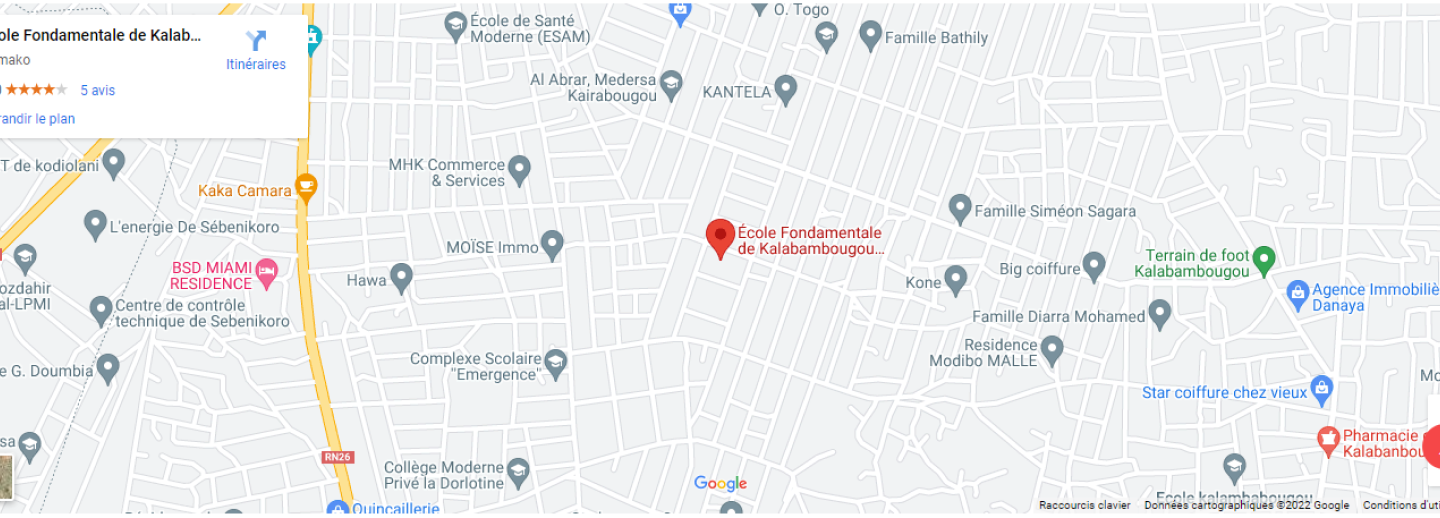 ole Fondamentale de Kalab...
mako
Itinéraires
5 avis
randir le plan
École de Santé
Moderne (ESAM)
O. Togo
Famille Bathily
Al Abrar, Medersa
Kairabougou
KANTELA
T de kodiolani
MHK Commerce
& Services
Kaka Camara
L'energie De Sébenikoro
Famille Siméon Sagara
École Fondamentale
de Kalabambougou...
MOÏSE Immo
BSD MIAMI
RESIDENCE
Hawa
Terrain de foot
Kalabambougou
Big coiffure
Kone
ozdahir
al-LPMI
Agence Immobiliè
Danaya
Centre de contrôle
technique de Sebenikoro
Famille Diarra Mohamed
Residence
Modibo MALLE
Complexe Scolaire
"Emergence"
e G. Doumbia
Mo
Star coiffure chez vieux
sa
Pharmacie
Kalabanbou
RN26
Collège Moderne
Privé la Dorlotine
Google
Ecole kalambabougou
Quincaillerie
Raccourcis clavier
Données cartographiques ©2022 Google
Conditions d'uti